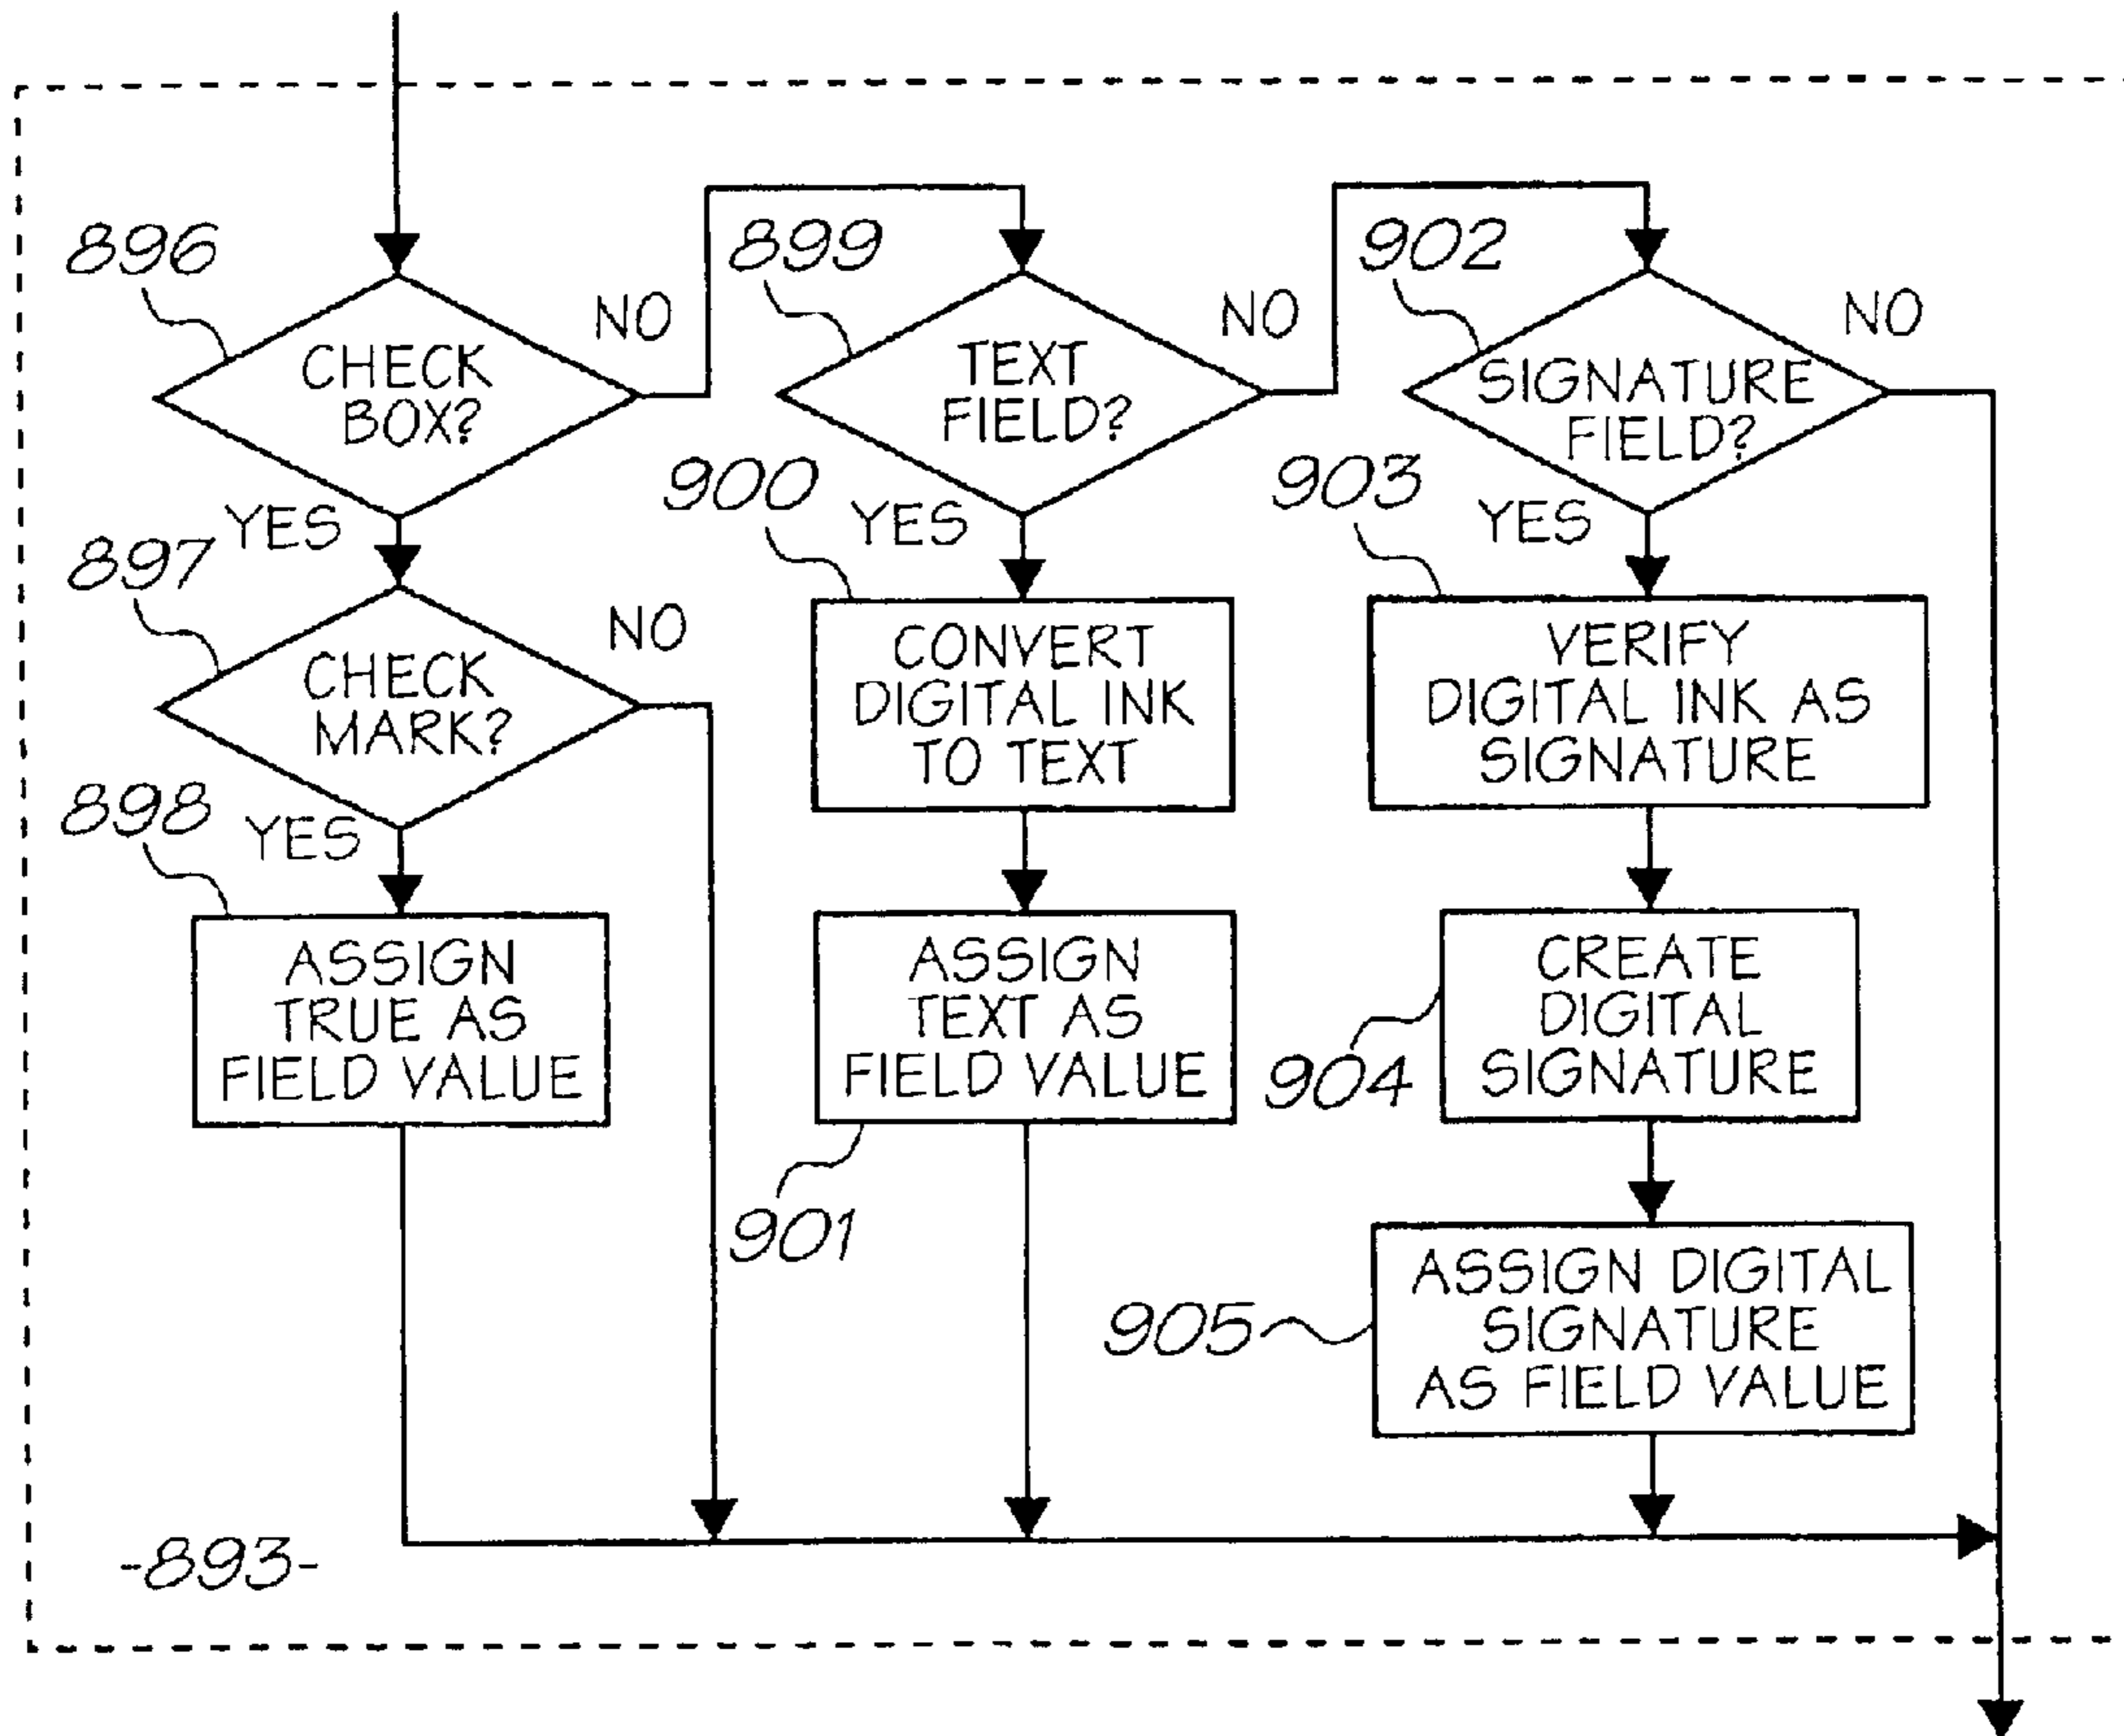 896
CHECK
BOX?
NO
YES
897
CHECK
MARK?
NO
898
YES
ASSIGN
TRUE AS
FIELD VALUE
899
TEXT
FIELD?
NO
900
YES
CONVERT
DIGITAL INK
TO TEXT
ASSIGN
TEXT AS
FIELD VALUE
901
902
SIGNATURE
FIELD?
NO
903
YES
VERIFY
DIGITAL INK AS
SIGNATURE
CREATE
DIGITAL
SIGNATURE
904
ASSIGN DIGITAL
SIGNATURE
AS FIELD VALUE
905
-893-